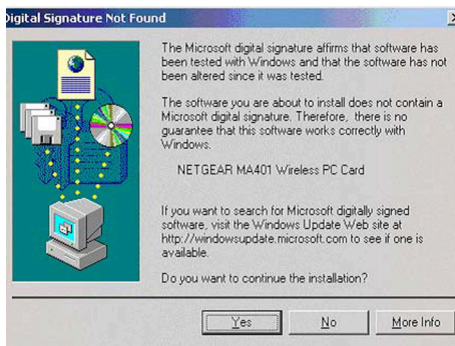 Digital Signature Not Found
The Microsoft digital signature affirms that software has
been tested with Windows and that the software has not
been altered since it was tested.
The software you are about to install does not contain a
Microsoft digital signature. Therefore, there is no
guarantee that this software works correctly with
Windows.
NETGEAR MA401 Wireless PC Card
If you want to search for Microsoft digitally signed
software, visit the Windows Update Web site at
http://windowsupdate.microsoft.com to see if one is
available.
Do you want to continue the installation?
Yes No More Info